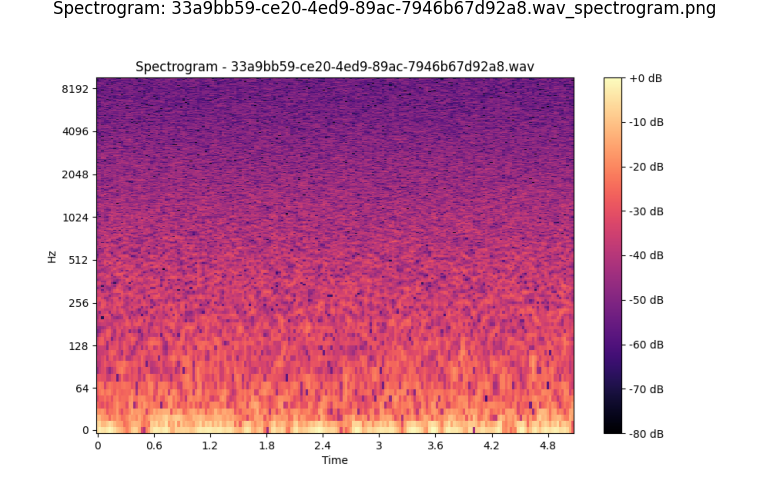 Spectrogram: 33a9bb59-ce20-4ed9-89ac-7946b67d92a8.wav_spectrogram.png
Spectrogram - 33a9bb59-ce20-4ed9-89ac-7946b67d92a8.wav
8192
4096
2048
1024
512
256
128
64
0
Hz
0 0.6 1.2 1.8 2.4 3 3.6 4.2 4.8
Time
+0 dB
-10 dB
-20 dB
-30 dB
-40 dB
-50 dB
-60 dB
-70 dB
-80 dB